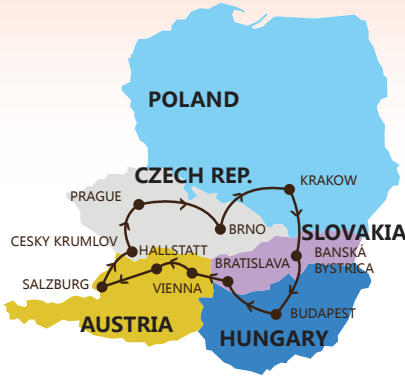 POLAND
CZECH REP.
KRAKOW
PRAGUE
BRNO
SLOVAKIA
CESKY KRUMLOV
HALLSTATT
BANSKÁ
BYSTRICA
BRATISLAVA
SALZBURG
VIENNA
BUDAPEST
AUSTRIA
HUNGARY